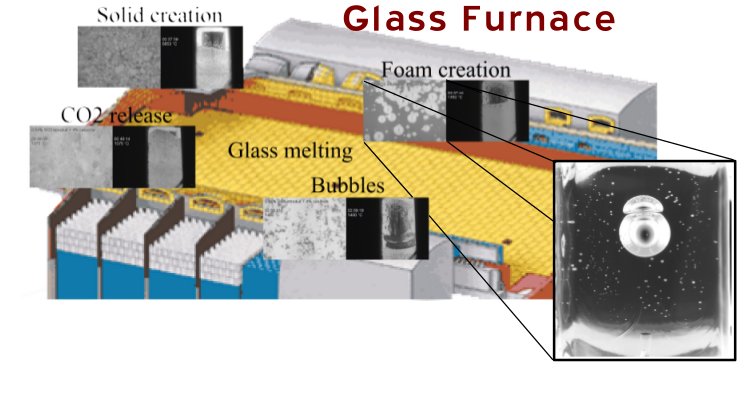 Glass Furnace
Solid creation
Foam creation
CO2 release
Glass melting
Bubbles